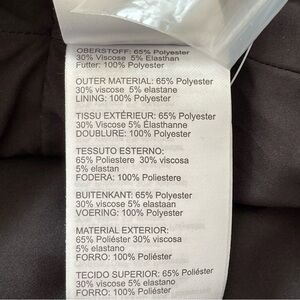 OBERSTOFF: 65% Polyester
30% Viscose 5% Elasthan
Futter: 100% Polyester
OUTER MATERIAL: 65% Polyester
30% viscose 5% elastane
LINING: 100% Polyester
TISSU EXTÉRIEUR: 65% Polyester
30% Viscose 5% Élasthanne
DOUBLURE: 100% Polyester
TESSUTO ESTERNO:
65% Poliestere 30% viscosa
5% elastan
FODERA: 100% Poliestere
BUITENKANT: 65% Polyester
30% viscose 5% elastaan
VOERING: 100% Polyester
MATERIAL EXTERIOR:
65% Poliéster 30% viscosa
5% elastano
FORRO: 100% Poliéster
TECIDO SUPERIOR: 65% Poliéster
30% viscose 5% elastano
FORRO: 100% Poliéster